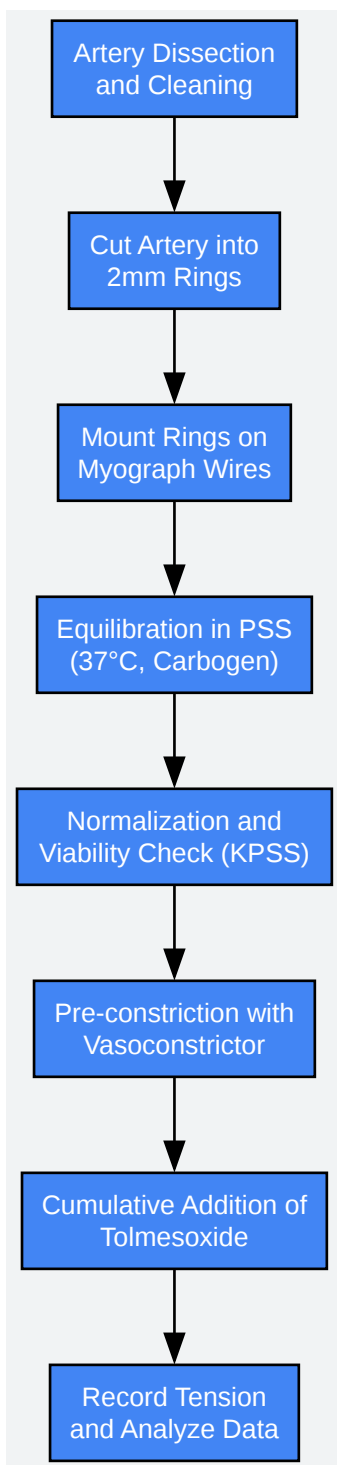 Artery Dissection
and Cleaning
Cut Artery into
2mm Rings
Mount Rings on
Myograph Wires
Equilibration in PSS
(37°C, Carbogen)
Normalization and
Viability Check (KPSS)
Pre-constriction with
Vasoconstrictor
Cumulative Addition of
Tolmesoxide
Record Tension
and Analyze Data